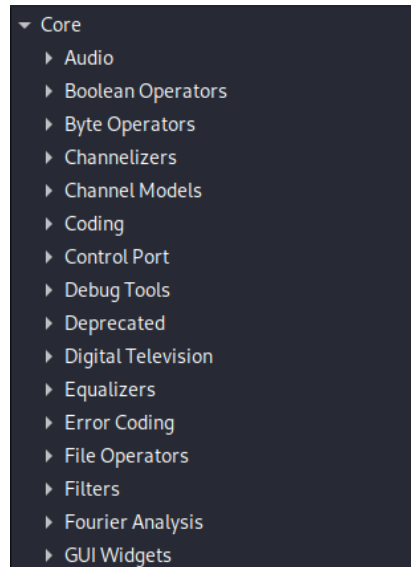 Core
Audio
Boolean Operators
Byte Operators
Channelizers
Channel Models
Coding
Control Port
Debug Tools
Deprecated
Digital Television
Equalizers
Error Coding
File Operators
Filters
Fourier Analysis
GUI Widgets